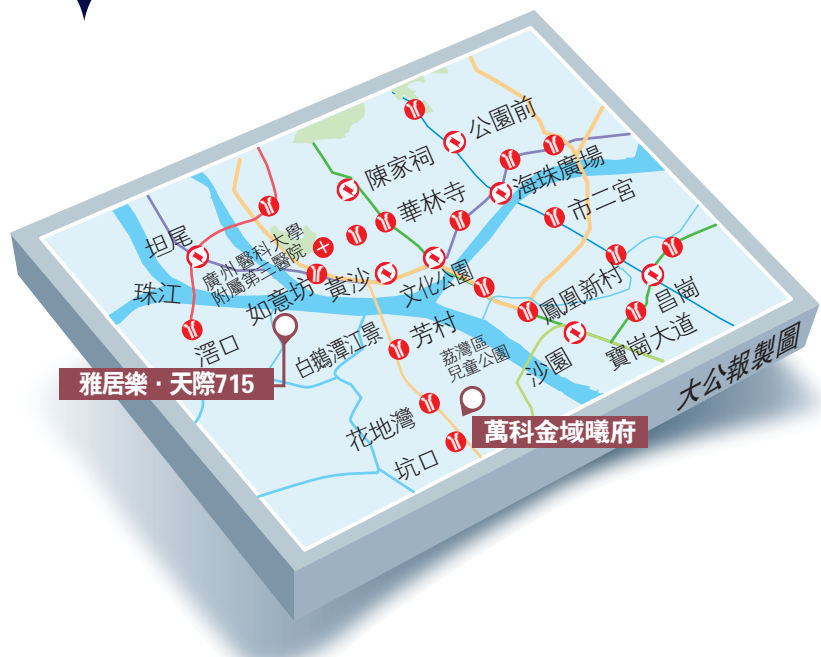 公園前
陳家祠
海珠廣場
華林寺
市二宮
坦尾
廣州醫科大學
附屬第三醫院
珠江
如意坊
黃沙
文化公園
鳳凰新村
昌崗
滘口
白鵝潭江景
芳村
荔灣區
兒童公園
沙園
寶崗大道
雅居樂·天際715
花地灣
萬科金域曦府
坑口
大公報製圖